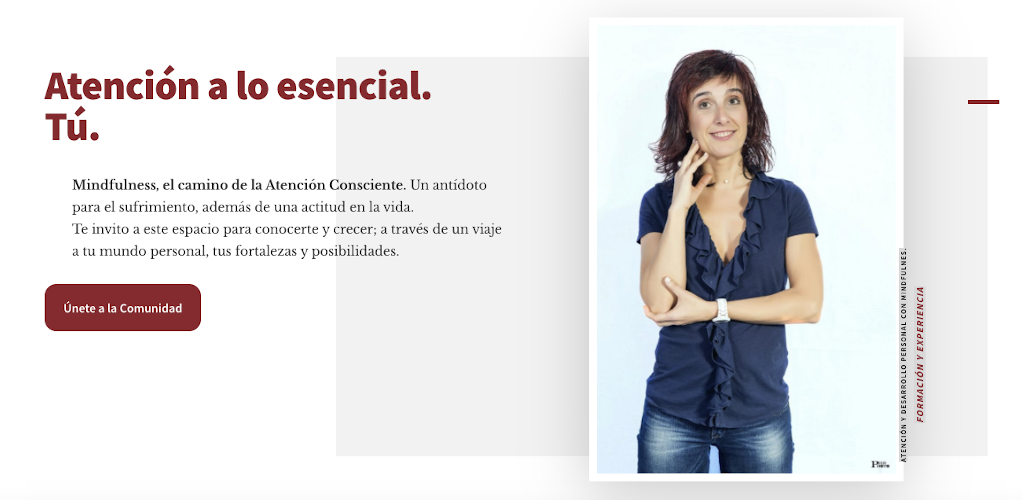 Atención a lo esencial.
Tú.
Mindfulness, el camino de la Atención Consciente. Un antídoto
para el sufrimiento, además de una actitud en la vida.
Te invito a este espacio para conocerte y crecer; a través de un viaje
a tu mundo personal, tus fortalezas y posibilidades.
Únete a la Comunidad
ATENCIÓN Y DESARROLLO PERSONAL CON MINDFULNES.
FORMACIÓN Y EXPERIENCIA